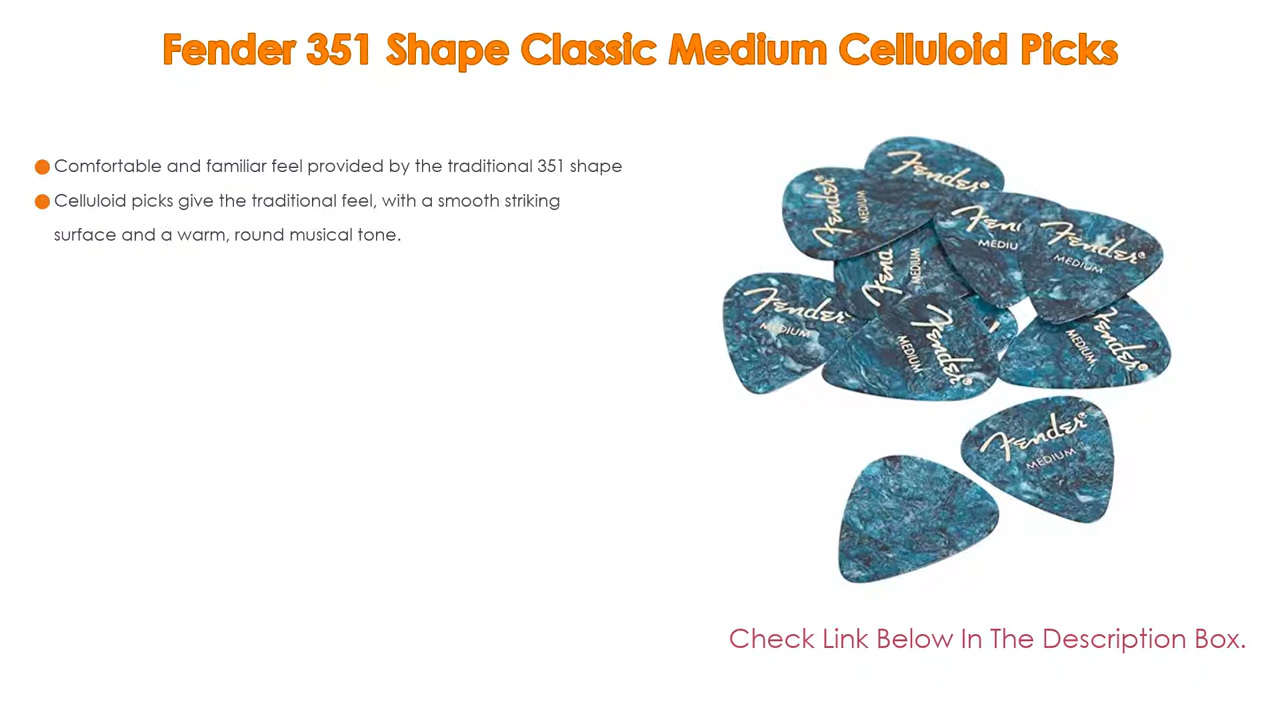 Fender 351 Shape Classic Medium Celluloid Picks
Comfortable and familiar feel provided by the traditional 351 shape
Celluloid picks give the traditional feel, with a smooth striking
surface and a warm, round musical tone.
Fender®
Fender
MEDIUM
MEDIUM
MEDIU
Fender®
MEDIUM
MEDIUM
Fender
MEDIUM
Fender®
MEDIUM
Fender®
MEDIUM
Fender®
MEDIUM
Check Link Below In The Description Box.